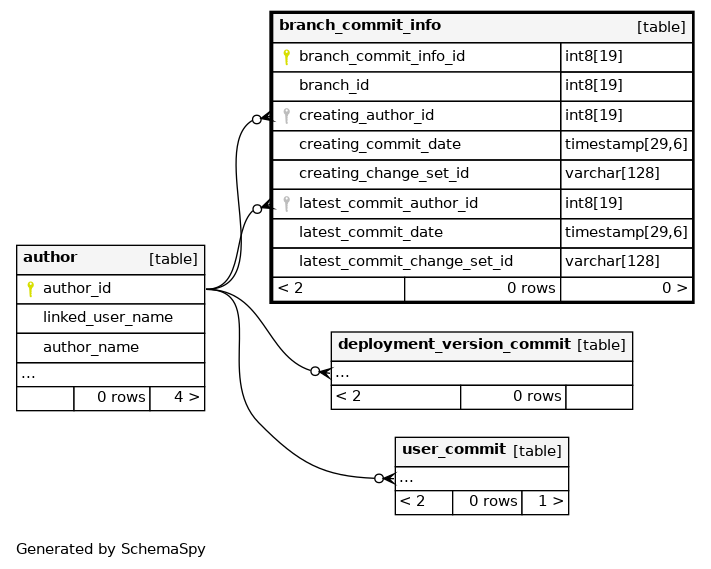 branch_commit_info [table]
branch_commit_info_id int8[19]
branch_id int8[19]
creating_author_id int8[19]
creating_commit_date timestamp[29,6]
creating_change_set_id varchar[128]
latest_commit_author_id int8[19]
latest_commit_date timestamp[29,6]
latest_commit_change_set_id varchar[128]
< 2 0 rows 0 >
author [table]
author_id
linked_user_name
author_name
...
0 rows 4 >
deployment_version_commit [table]
...
< 2 0 rows
user_commit [table]
...
< 2 0 rows 1 >
Generated by SchemaSpy